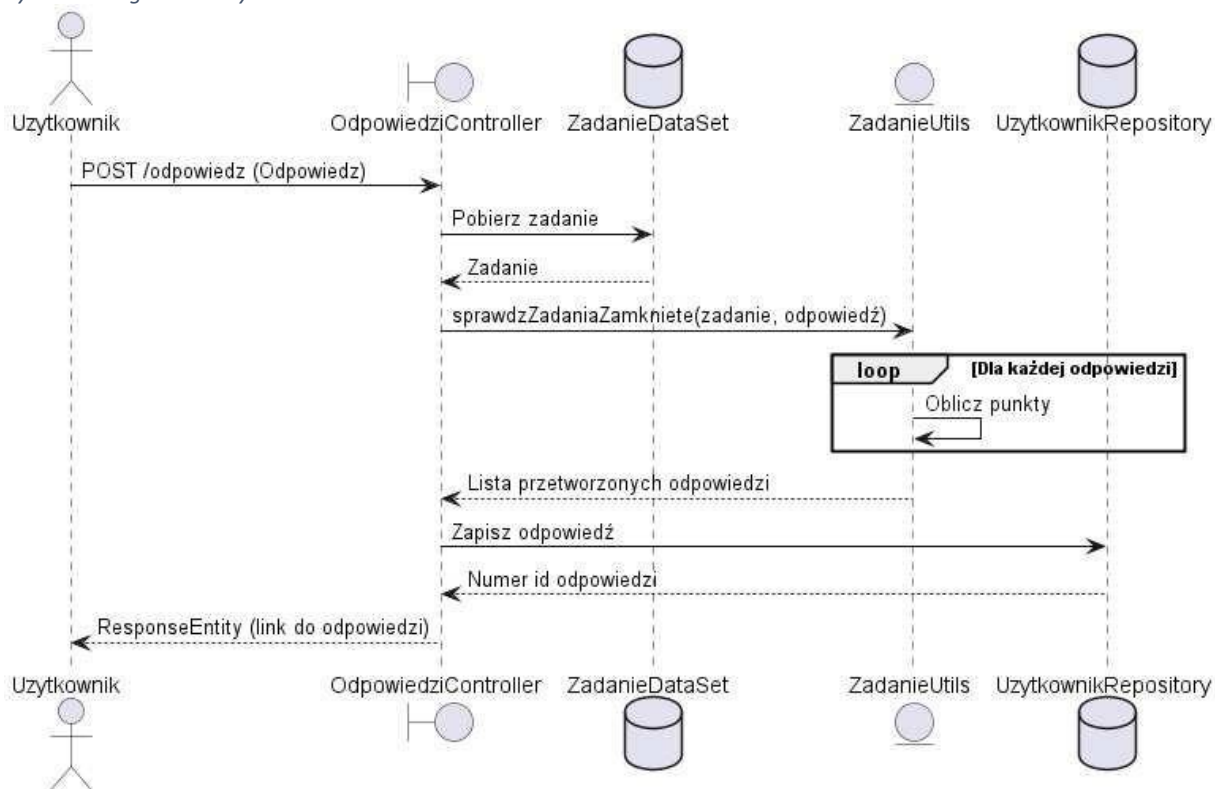 Uzytkownik OdpowiedziController ZadanieDataSet ZadanieUtils UzytkownikRepository
POST /odpowiedz (Odpowiedz)
Pobierz zadanie
Zadanie
sprawdzZadaniaZamkniete(zadanie, odpowiedź)
loop [Dla każdej odpowiedzi]
Oblicz punkty
Lista przetworzonych odpowiedzi
Zapisz odpowiedź
Numer id odpowiedzi
ResponseEntity (link do odpowiedzi)
Uzytkownik OdpowiedziController ZadanieDataSet ZadanieUtils UzytkownikRepository